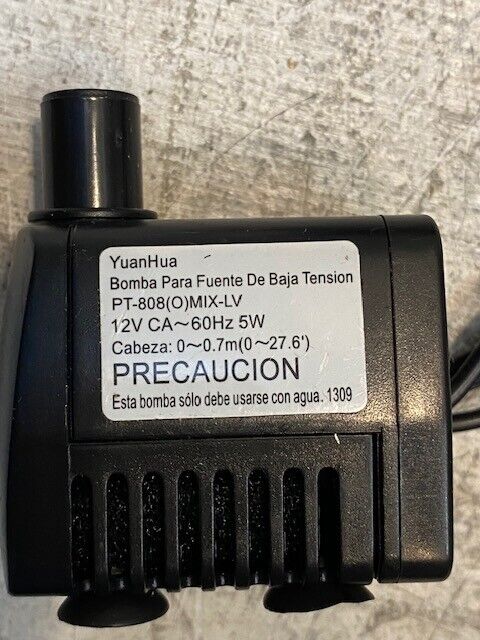 YuanHua
Bomba Para Fuente De Baja Tension
PT-808(O)MIX-LV
12V CA～60Hz 5W
Cabeza: 0～0.7m(0～27.6')
PRECAUCION
Esta bomba sólo debe usarse con agua. 1309